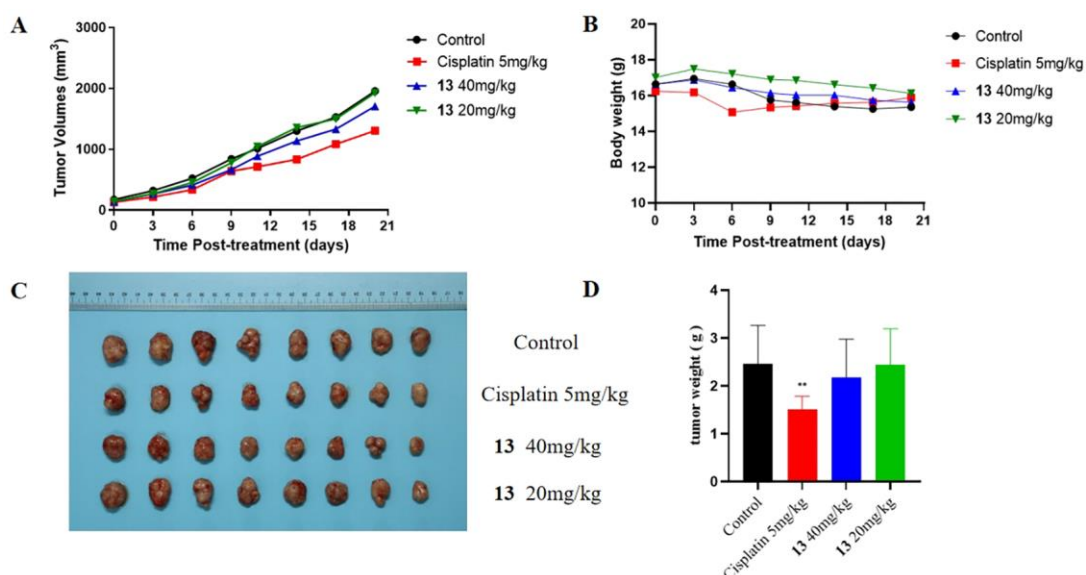 A
Tumor Volumes (mm³)
3000
2000
1000
0
0 3 6 9 12 15 18 21
Time Post-treatment (days)
Control
Cisplatin 5mg/kg
13 40mg/kg
13 20mg/kg
B
Body weight (g)
20
18
16
14
12
10
0 3 6 9 12 15 18 21
Time Post-treatment (days)
Control
Cisplatin 5mg/kg
13 40mg/kg
13 20mg/kg
C
Control
Cisplatin 5mg/kg
13 40mg/kg
13 20mg/kg
D
tumor weight ( g )
4
3
2
1
0
**
Control
Cisplatin 5mg/kg
13 40mg/kg
13 20mg/kg